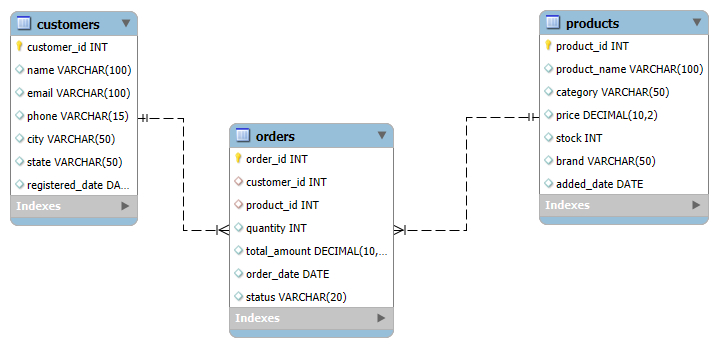 customers
customer_id INT
name VARCHAR(100)
email VARCHAR(100)
phone VARCHAR(15)
city VARCHAR(50)
state VARCHAR(50)
registered_date DA...
Indexes
orders
order_id INT
customer_id INT
product_id INT
quantity INT
total_amount DECIMAL(10,...
order_date DATE
status VARCHAR(20)
Indexes
products
product_id INT
product_name VARCHAR(100)
category VARCHAR(50)
price DECIMAL(10,2)
stock INT
brand VARCHAR(50)
added_date DATE
Indexes